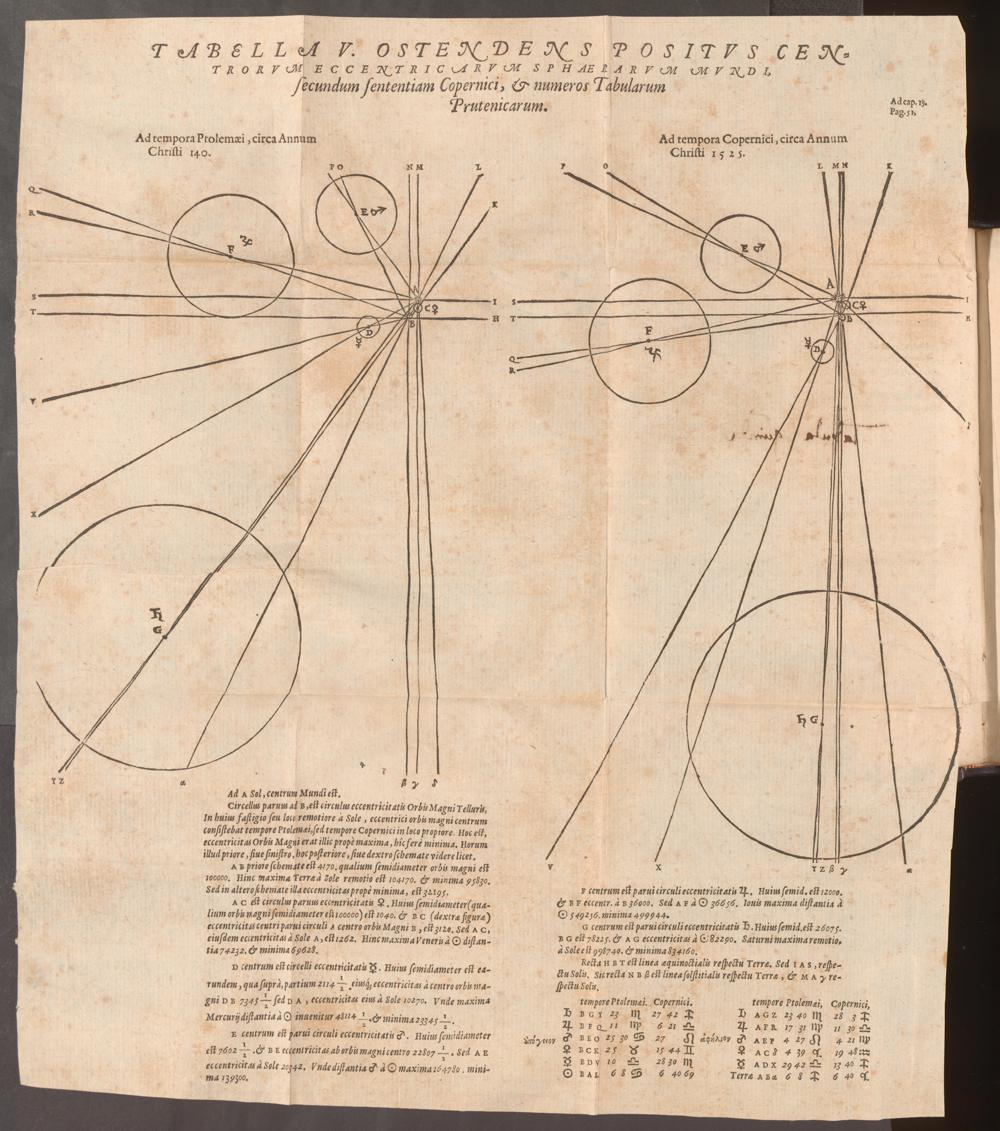 TABELLA V. OSTENDENS POSITVS CEN-
TRORVM ECCENTRICARVM SPHAERARVM MVNDI,
secundum sententiam Copernici, & numeros Tabularum
Prutenicarum.
Ad cap. 15.
Pag. 51.
Ad tempora Ptolemæi, circa Annum
Christi 140.
Ad tempora Copernici, circa Annum
Christi 1525.
P O N M L
Q
R
E ♂
K
F ♃
A
S I
C ♀
T H
B
D
☿
V
X
♄
G
Y Z α β γ δ
P O L M N K
A E ♂
S I
C ♀
T
B
F
♃
☿ D
Q
R
♄ G
V X Y Z β γ α
Ad A Sol, centrum Mundi est.
Circellus paruus ad B, est circulus eccentricitatis Orbis Magni Telluris,
In huius fastigio seu loco remotiore à Sole, eccentrici orbis magni centrum
consistebat tempore Ptolemæi, sed tempore Copernici in loco propiore. Hoc est,
eccentricitas Orbis Magni erat illic propè maxima, hic ferè minima. Horum
illud priore, siue sinistro, hoc posteriore, siue dextro schemate videre licet.
A B priore schemate est 4170. qualium semidiameter orbis magni est
100000. Hinc maxima Terræ à Sole remotio est 104170. & minima 95830.
Sed in altero schemate illa eccentricitas propè minima, est 32195.
A C est circulus paruus eccentricitatis ♀. Huius semidiameter (qua-
lium orbis magni semidiameter est 100000) est 1040. & B C (dextræ figuræ)
eccentricitas centri parui circuli A centro orbis Magni B, est 3120. Sed A C,
eiusdem eccentricitas à Sole A, est 1262. Hinc maxima Veneris à ☉ distan-
tia 74232. & minima 69628.
D centrum est circelli eccentricitatis ☿. Huius semidiameter est ea-
rundem, qua suprà, partium 2114 1/2 eiusq; eccentricitas à centro orbis ma-
gni D B 7345 1/2 sed D A, eccentricitas eius à Sole 10270. Vnde maxima
Mercurij distantia à ☉ inuenitur 48114 1/2. & minima 23345 1/2.
E centrum est parui circuli eccentricitatis ♂. Huius semidiameter
est 7602 1/2. & B E eccentricitas ab orbis magni centro 22807 1/2. Sed A E
eccentricitas à Sole 20342. Vnde distantia ♂ à ☉ maxima 164780. mini-
ma 139300.
F centrum est parui circuli eccentricitatis ♃. Huius semid. est 12000.
& B F eccentr. à B 36000. Sed A F à ☉ 36656. Iouis maxima distantia à
☉ 549256. minima 499944.
G centrum est parui circuli eccentricitatis ♄. Huius semid, est 26075.
B G est 78225. & A G eccentricitas à ☉ 82290. Saturni maxima remotio,
à Sole est 998740. & minima 834160.
Recta H B T est linea æquinoctialis respectu Terræ. Sed I A S, respe-
ctu Solis. Sic recta N B β est linea solstitialis respectu Terræ, & M A γ re-
spectu Solis.
tempore Ptolemæi. Copernici. tempore Ptolemæi, Copernici,
♄ B G Y 23 ♏ 27 42 ♐ ♄ A G Z 23 40 ♏ 28 3 ♐
♃ B F Q 11 ♍ 6 21 ♎ ♃ A F R 17 31 ♍ 11 30 ♎
♂ B E O 25 30 ♋ 27 ♌ ἀφήλιον ♂ A E P 4 27 ♌ 4 21 ♍
♀ B C K 25 ♉ 15 44 ♊ ♀ A C δ 4 39 19 48 ♒
☿ B D V 10 ♎ 28 30 ♏ ☿ A D X 29 42 ♎ 13 40 ♐
☉ B A L 6 8 ♋ 6 40 69 Terræ A B α 6 8 ♐ 6 40